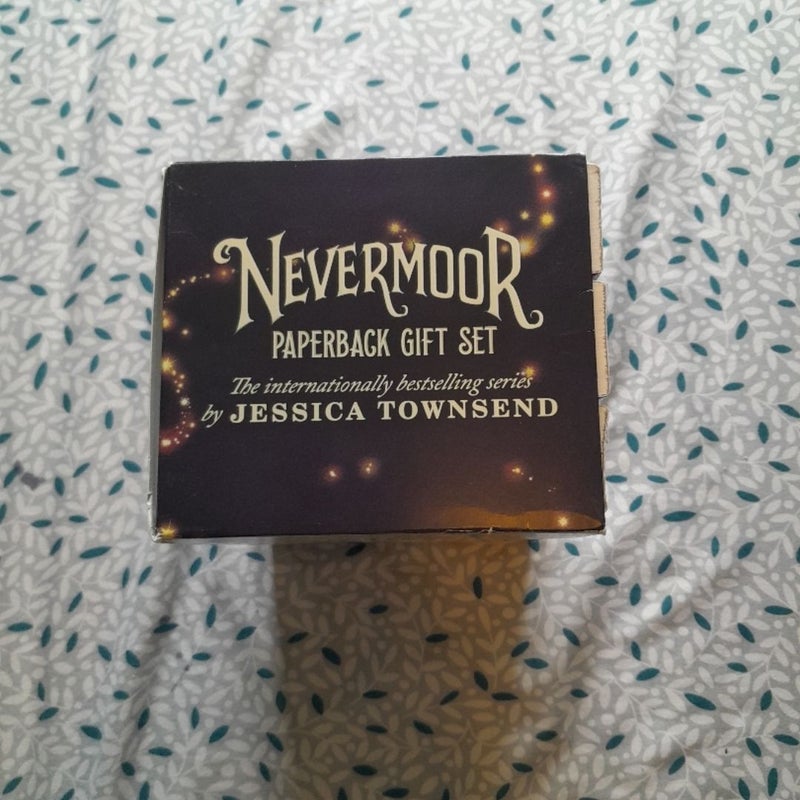 NEVERMOOR
PAPERBACK GIFT SET
The internationally bestselling series
by JESSICA TOWNSEND